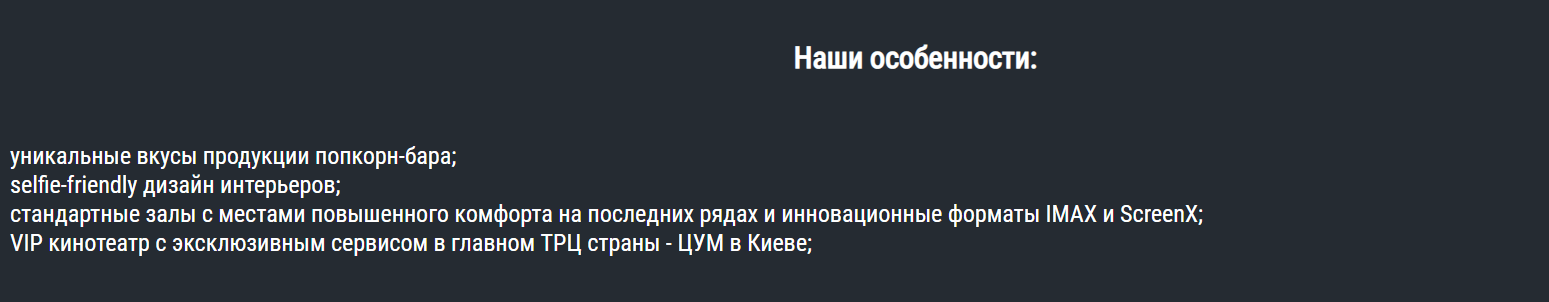 Наши особенности:
уникальные вкусы продукции попкорн-бара;
selfie-friendly дизайн интерьеров;
стандартные залы с местами повышенного комфорта на последних рядах и инновационные форматы IMAX и ScreenX;
VIP кинотеатр с эксклюзивным сервисом в главном ТРЦ страны - ЦУМ в Киеве;